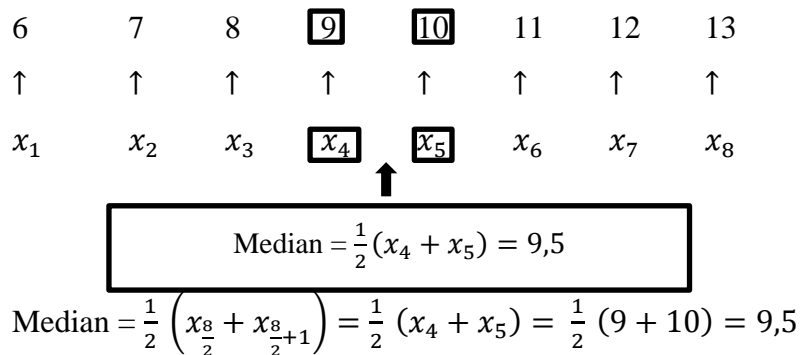 6 7 8 9 10 11 12 13
↑ ↑ ↑ ↑ ↑ ↑ ↑ ↑
x₁ x₂ x₃ x₄ x₅ x₆ x₇ x₈
Median = ½(x₄ + x₅) = 9,5
Median = ½ (x_{8/2} + x_{8/2+1}) = ½ (x₄ + x₅) = ½ (9 + 10) = 9,5